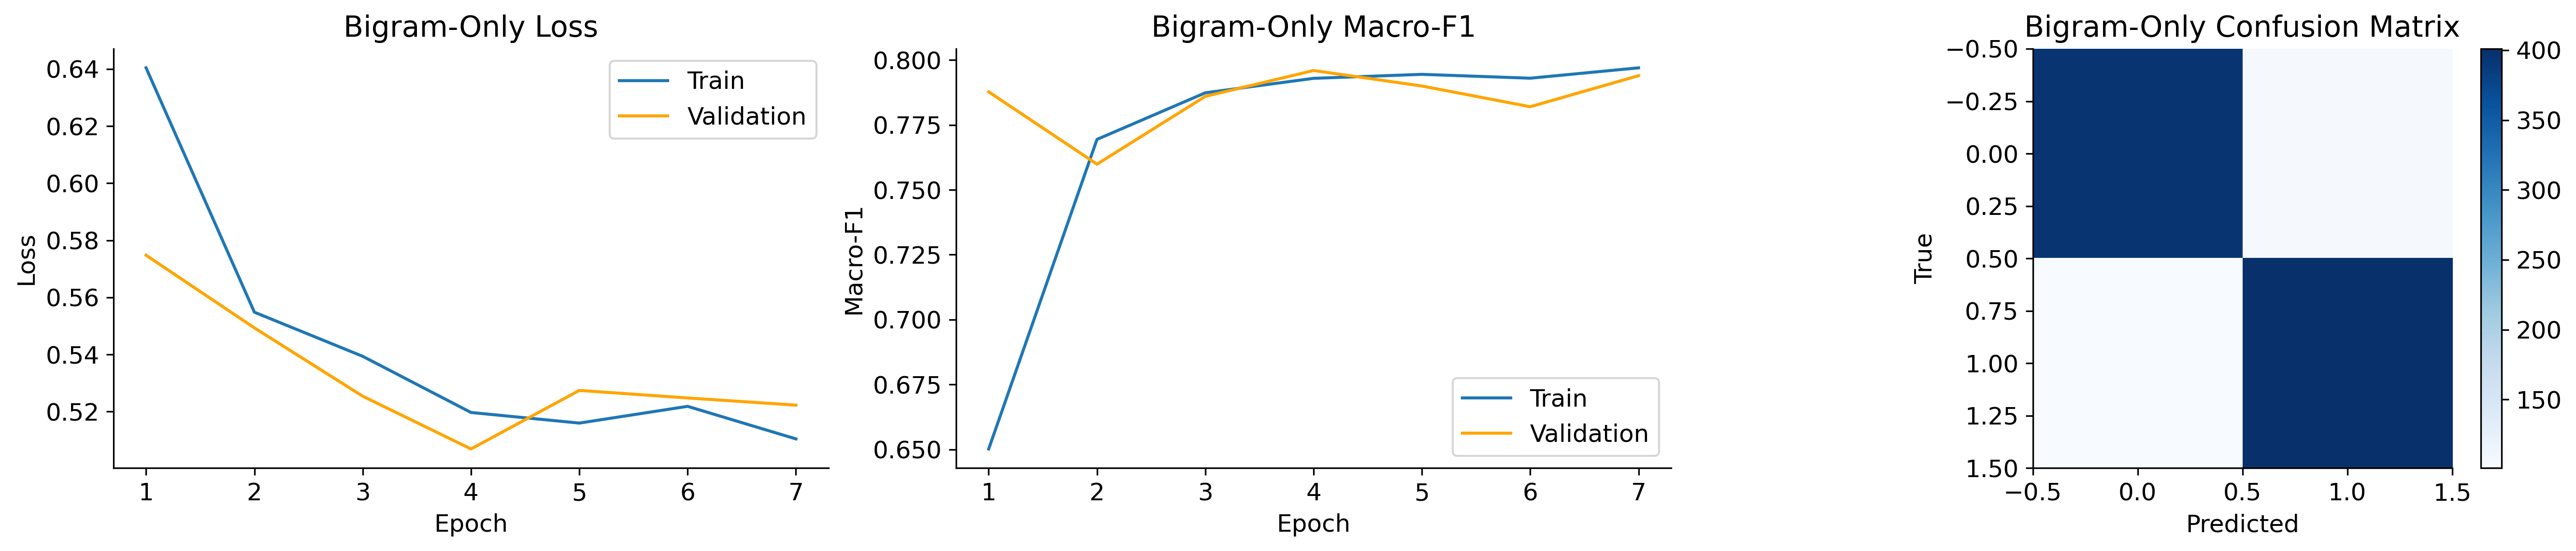 Bigram-Only Loss
0.64
0.62
0.60
0.58
0.56
0.54
0.52
Loss
1 2 3 4 5 6 7
Epoch
Train
Validation
Bigram-Only Macro-F1
0.800
0.775
0.750
0.725
0.700
0.675
0.650
Macro-F1
1 2 3 4 5 6 7
Epoch
Train
Validation
Bigram-Only Confusion Matrix
−0.50
−0.25
0.00
0.25
0.50
0.75
1.00
1.25
1.50
True
−0.5 0.0 0.5 1.0 1.5
Predicted
400
350
300
250
200
150